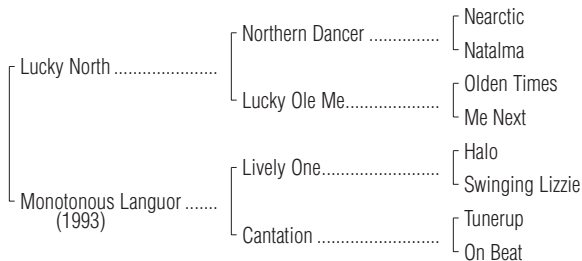 Nearctic
Northern Dancer ...............
Natalma
Lucky North ......................
Olden Times
Lucky Ole Me....................
Me Next
Halo
Lively One.........................
Swinging Lizzie
Monotonous Languor .......
(1993)
Tunerup
Cantation ..........................
On Beat